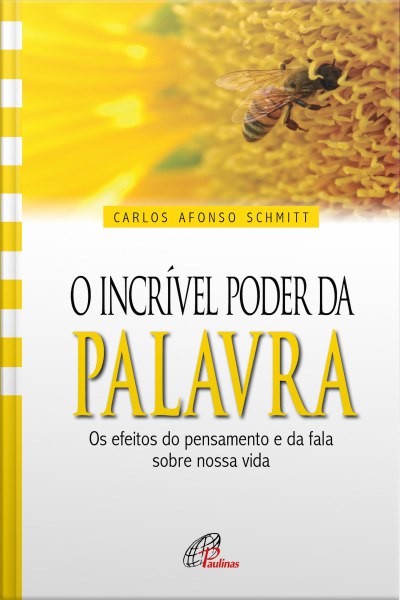 CARLOS AFONSO SCHMITT
O INCRÍVEL PODER DA
PALAVRA
Os efeitos do pensamento e da fala
sobre nossa vida
Paulinas